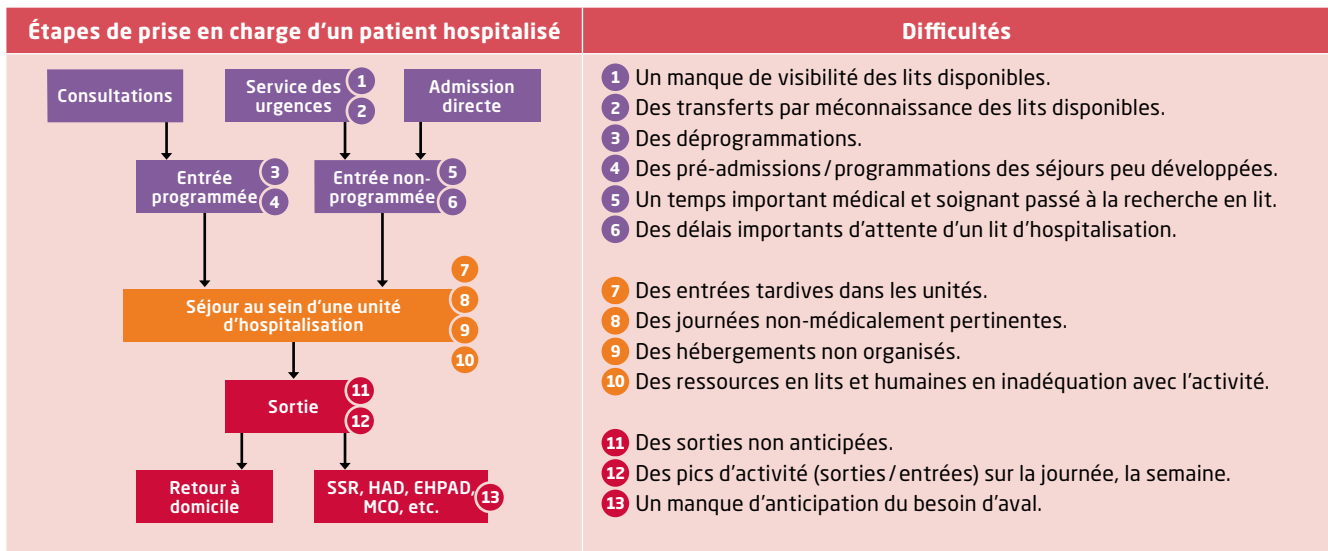 Étapes de prise en charge d'un patient hospitalisé
Difficultés
Consultations
Service des
urgences
1
2
Admission
directe
Entrée
programmée
3
4
Entrée non-
programmée
5
6
Séjour au sein d'une unité
d'hospitalisation
7
8
9
10
Sortie
11
12
Retour à
domicile
SSR, HAD, EHPAD,
MCO, etc.
13
1 Un manque de visibilité des lits disponibles.
2 Des transferts par méconnaissance des lits disponibles.
3 Des déprogrammations.
4 Des pré-admissions/programmations des séjours peu développées.
5 Un temps important médical et soignant passé à la recherche en lit.
6 Des délais importants d'attente d'un lit d'hospitalisation.
7 Des entrées tardives dans les unités.
8 Des journées non-médicalement pertinentes.
9 Des hébergements non organisés.
10 Des ressources en lits et humaines en inadéquation avec l'activité.
11 Des sorties non anticipées.
12 Des pics d'activité (sorties/entrées) sur la journée, la semaine.
13 Un manque d'anticipation du besoin d'aval.